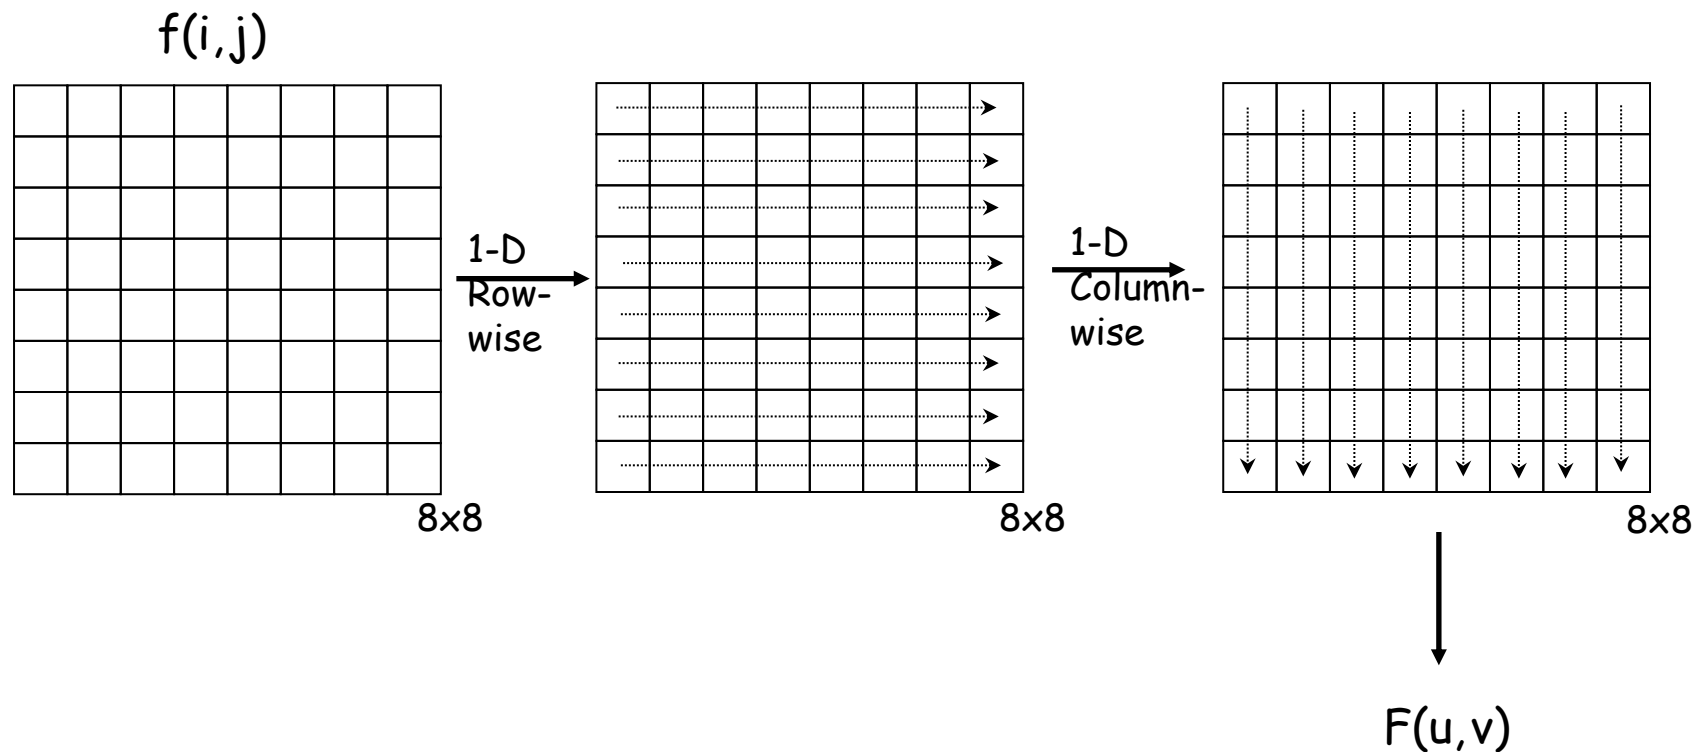 f(i,j)
1-D
Row-
wise
1-D
Column-
wise
8x8
8x8
8x8
F(u,v)